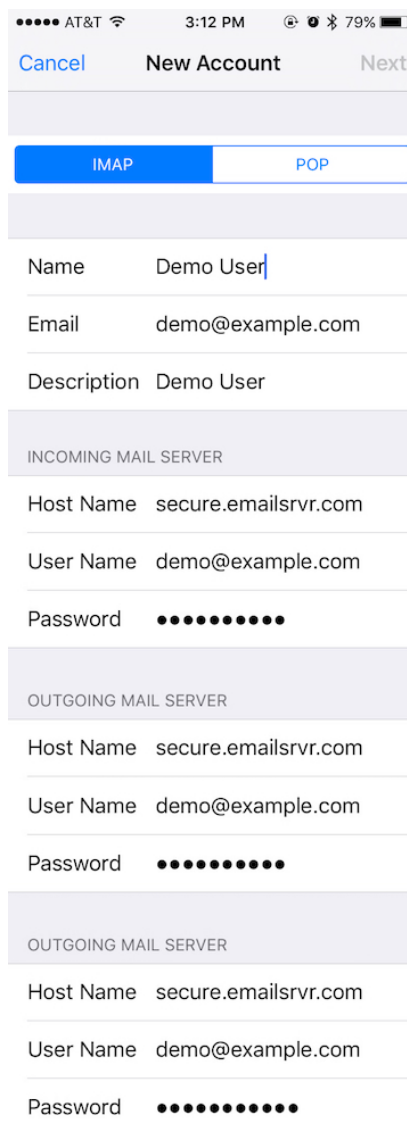 AT&T 3:12 PM 79%
Cancel New Account Next
IMAP POP
Name Demo User
Email demo@example.com
Description Demo User
INCOMING MAIL SERVER
Host Name secure.emailsrvr.com
User Name demo@example.com
Password ●●●●●●●●●●
OUTGOING MAIL SERVER
Host Name secure.emailsrvr.com
User Name demo@example.com
Password ●●●●●●●●●●
OUTGOING MAIL SERVER
Host Name secure.emailsrvr.com
User Name demo@example.com
Password ●●●●●●●●●●●